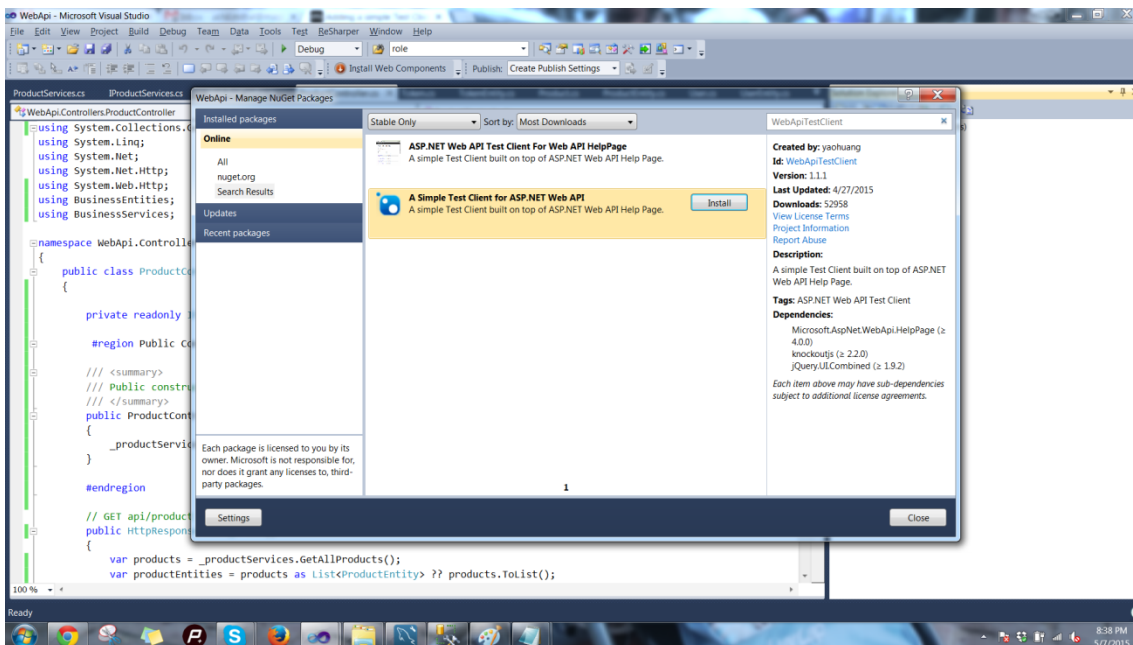 WebApi - Microsoft Visual Studio
File Edit View Project Build Debug Team Data Tools Test ReSharper Window Help
Debug role
Install Web Components Publish: Create Publish Settings
ProductServices.cs IProductServices.cs
WebApi.Controllers.ProductController
using System.Collections.G
using System.Linq;
using System.Net;
using System.Net.Http;
using System.Web.Http;
using BusinessEntities;
using BusinessServices;
namespace WebApi.Controlle
{
public class ProductCo
{
private readonly I
#region Public Co
/// <summary>
/// Public constru
/// </summary>
public ProductCont
{
_productServic
}
#endregion
// GET api/product
public HttpRespons
{
var products = _productServices.GetAllProducts();
var productEntities = products as List<ProductEntity> ?? products.ToList();
100 %
Ready
WebApi - Manage NuGet Packages
Installed packages
Online
All
nuget.org
Search Results
Updates
Recent packages
Each package is licensed to you by its
owner. Microsoft is not responsible for,
nor does it grant any licenses to, third-
party packages.
Settings
Stable Only Sort by: Most Downloads
ASP.NET Web API Test Client For Web API HelpPage
A simple Test Client built on top of ASP.NET Web API Help Page.
A Simple Test Client for ASP.NET Web API
A simple Test Client built on top of ASP.NET Web API Help Page.
Install
1
WebApiTestClient
Created by: yaohuang
Id: WebApiTestClient
Version: 1.1.1
Last Updated: 4/27/2015
Downloads: 52958
View License Terms
Project Information
Report Abuse
Description:
A simple Test Client built on top of ASP.NET
Web API Help Page.
Tags: ASP.NET Web API Test Client
Dependencies:
Microsoft.AspNet.WebApi.HelpPage (≥
4.0.0)
knockoutjs (≥ 2.2.0)
jQuery.UI.Combined (≥ 1.9.2)
Each item above may have sub-dependencies
subject to additional license agreements.
Close
8:38 PM
5/7/2015